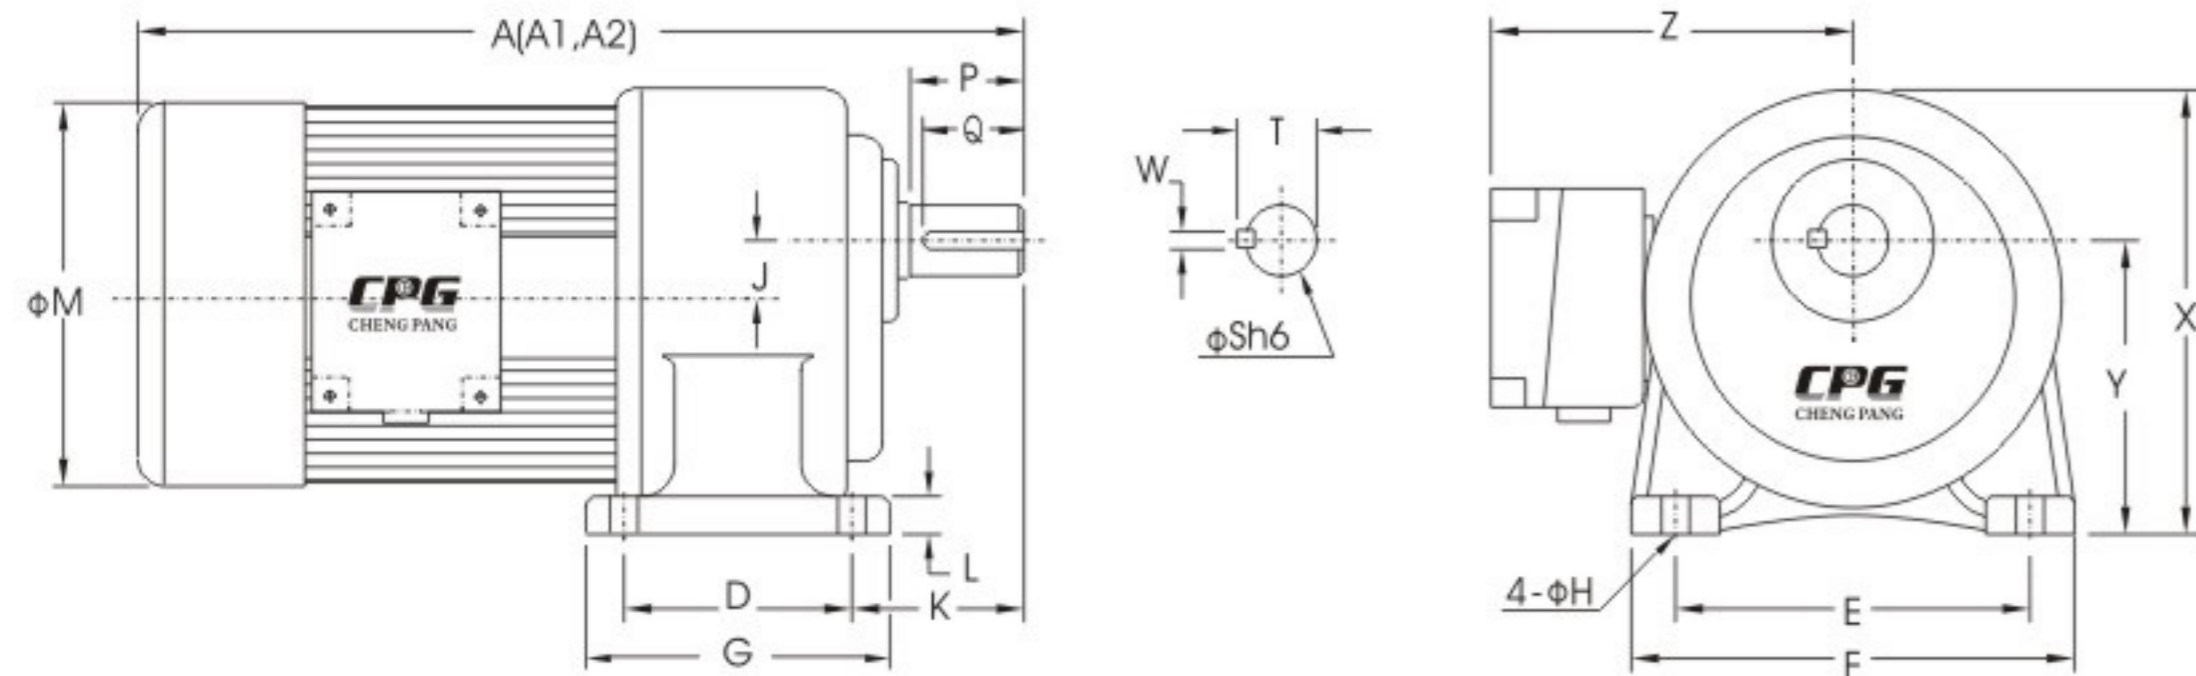 A(A1,A2)
P
Q
ΦM
J
CPG
CHENG PANG
L
D
K
G
T
W
ΦSh6
Z
X
Y
CPG
CHENG PANG
4-ΦH
E
F